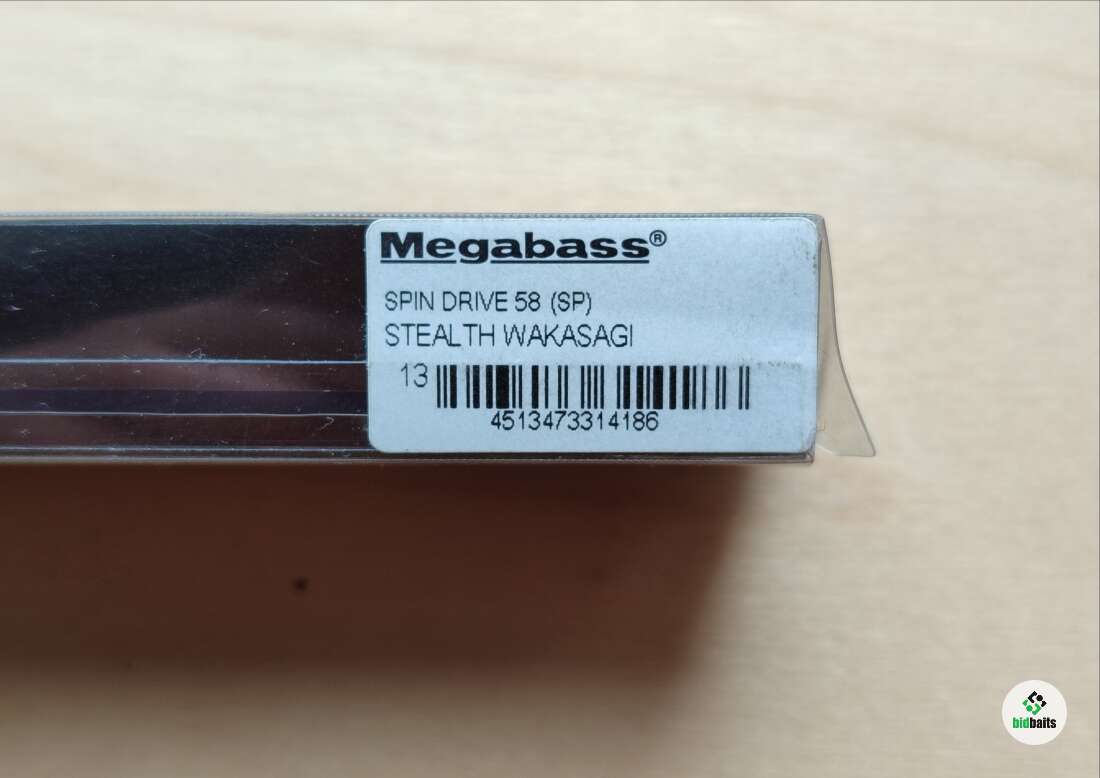 Megabass®
SPIN DRIVE 58 (SP)
STEALTH WAKASAGI
13
4513473314186
bidbaits